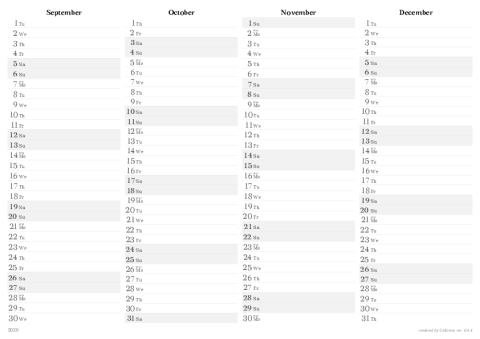 September
1 Tu
2 We
3 Th
4 Fr
5 Sa
6 Su
7 Mo
8 Tu
9 We
10 Th
11 Fr
12 Sa
13 Su
14 Mo
15 Tu
16 We
17 Th
18 Fr
19 Sa
20 Su
21 Mo
22 Tu
23 We
24 Th
25 Fr
26 Sa
27 Su
28 Mo
29 Tu
30 We
October
1 Th
2 Fr
3 Sa
4 Su
5 Mo
6 Tu
7 We
8 Th
9 Fr
10 Sa
11 Su
12 Mo
13 Tu
14 We
15 Th
16 Fr
17 Sa
18 Su
19 Mo
20 Tu
21 We
22 Th
23 Fr
24 Sa
25 Su
26 Mo
27 Tu
28 We
29 Th
30 Fr
31 Sa
November
1 Su
2 Mo
3 Tu
4 We
5 Th
6 Fr
7 Sa
8 Su
9 Mo
10 Tu
11 We
12 Th
13 Fr
14 Sa
15 Su
16 Mo
17 Tu
18 We
19 Th
20 Fr
21 Sa
22 Su
23 Mo
24 Tu
25 We
26 Th
27 Fr
28 Sa
29 Su
30 Mo
December
1 Tu
2 We
3 Th
4 Fr
5 Sa
6 Su
7 Mo
8 Tu
9 We
10 Th
11 Fr
12 Sa
13 Su
14 Mo
15 Tu
16 We
17 Th
18 Fr
19 Sa
20 Su
21 Mo
22 Tu
23 We
24 Th
25 Fr
26 Sa
27 Su
28 Mo
29 Tu
30 We
31 Th
2020
created by